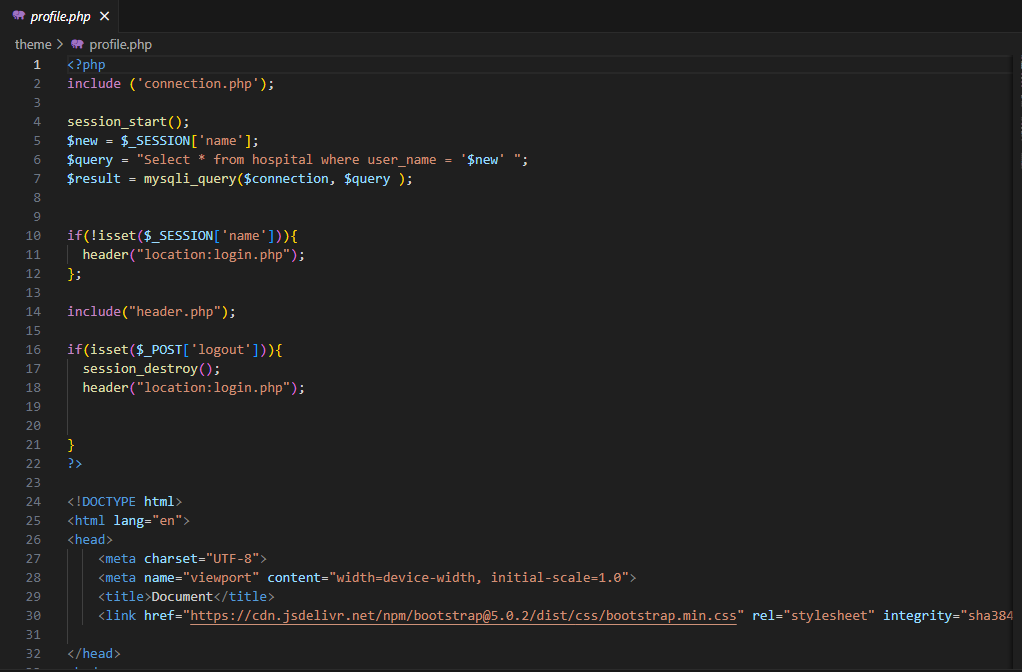 profile.php
theme > profile.php
1 <?php
2 include ('connection.php');
3
4 session_start();
5 $new = $_SESSION['name'];
6 $query = "Select * from hospital where user_name = '$new' ";
7 $result = mysqli_query($connection, $query );
8
9
10 if(!isset($_SESSION['name'])){
11 header("location:login.php");
12 };
13
14 include("header.php");
15
16 if(isset($_POST['logout'])){
17 session_destroy();
18 header("location:login.php");
19
20
21 }
22 ?>
23
24 <!DOCTYPE html>
25 <html lang="en">
26 <head>
27 <meta charset="UTF-8">
28 <meta name="viewport" content="width=device-width, initial-scale=1.0">
29 <title>Document</title>
30 <link href="https://cdn.jsdelivr.net/npm/bootstrap@5.0.2/dist/css/bootstrap.min.css" rel="stylesheet" integrity="sha384
31
32 </head>